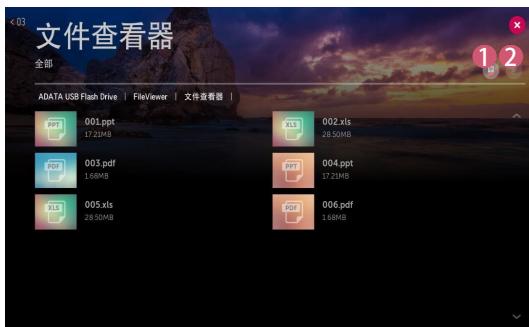 < 03
文件查看器
全部
1 2
ADATA USB Flash Drive | FileViewer | 文件查看器 |
PPT 001.ppt
17.21MB
XLS 002.xls
28.50MB
PDF 003.pdf
1.68MB
PPT 004.ppt
17.21MB
XLS 005.xls
28.50MB
PDF 006.pdf
1.68MB